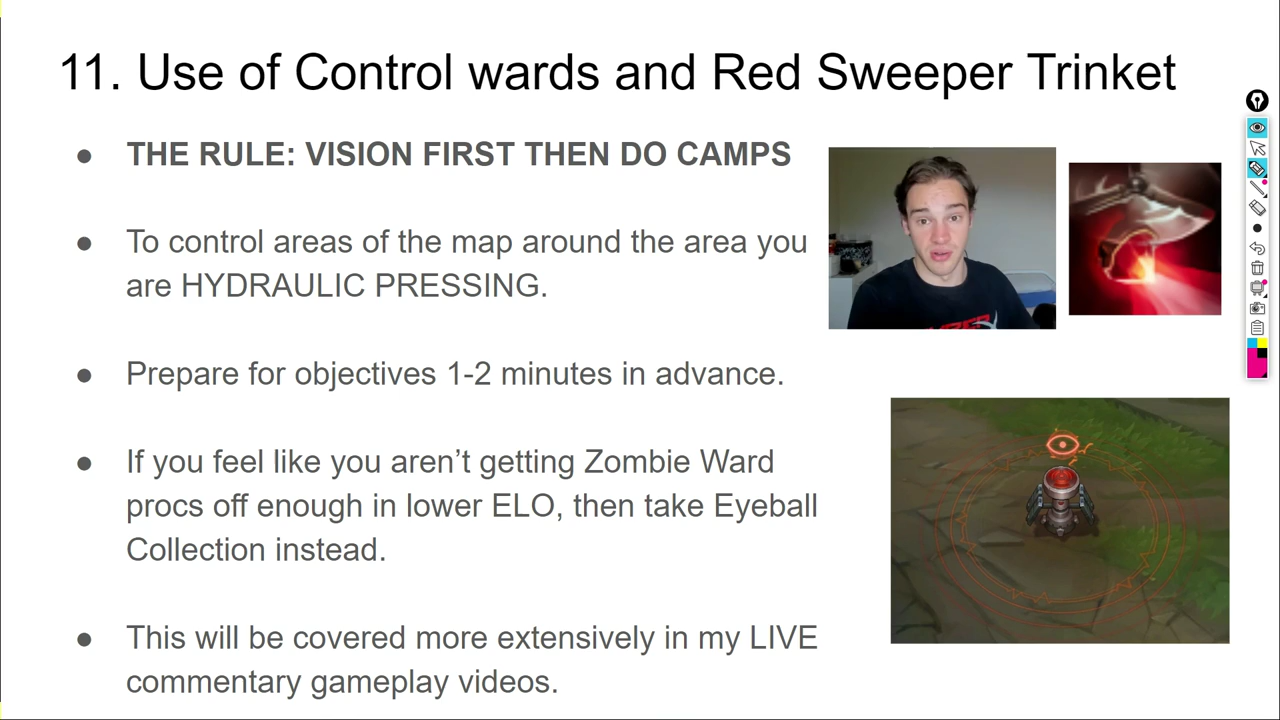 11. Use of Control wards and Red Sweeper Trinket
● THE RULE: VISION FIRST THEN DO CAMPS
● To control areas of the map around the area you
are HYDRAULIC PRESSING.
● Prepare for objectives 1-2 minutes in advance.
● If you feel like you aren’t getting Zombie Ward
procs off enough in lower ELO, then take Eyeball
Collection instead.
● This will be covered more extensively in my LIVE
commentary gameplay videos.